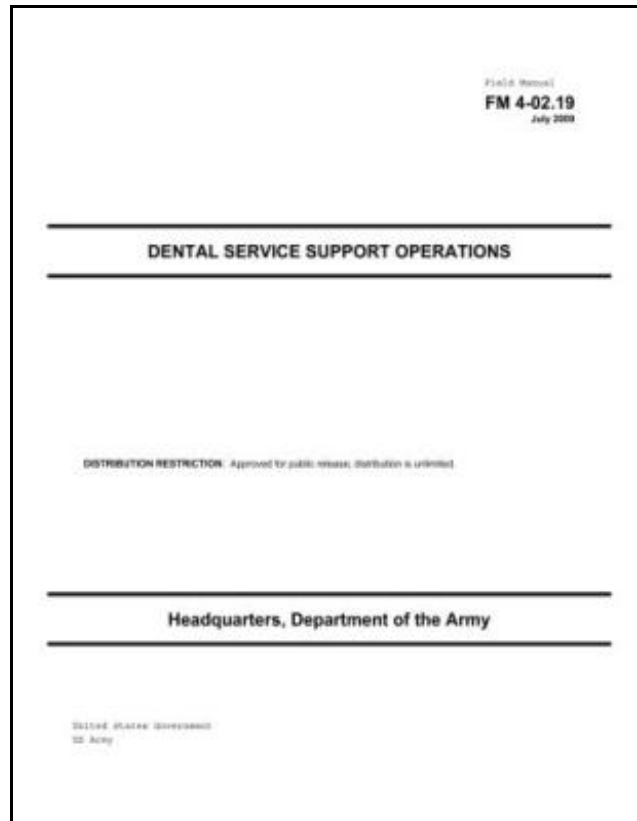 Field Manual
FM 4-02.19
July 2009
DENTAL SERVICE SUPPORT OPERATIONS
DISTRIBUTION RESTRICTION: Approved for public release; distribution is unlimited.
Headquarters, Department of the Army
United States Government
US Army